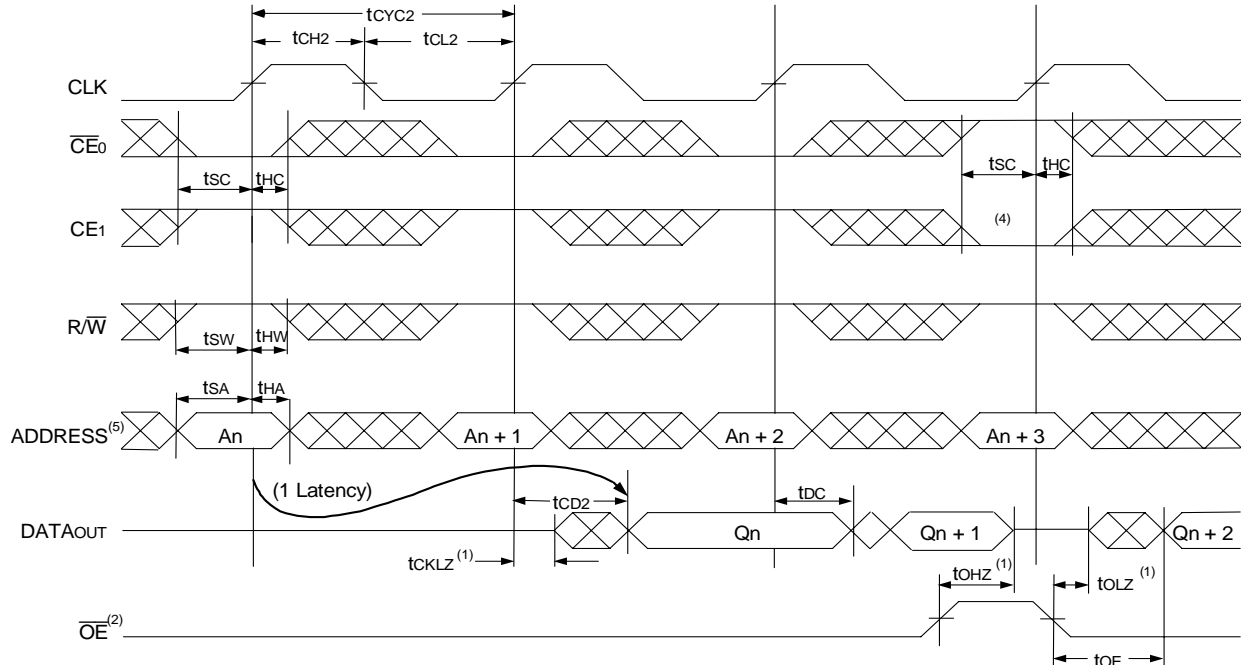 tCYC2
tCH2 tCL2
CLK
CE0
tSC tHC tSC tHC
CE1 (4)
R/W
tSW tHW
tSA tHA
ADDRESS(5) An An + 1 An + 2 An + 3
(1 Latency) tCD2 tDC
DATAOUT Qn Qn + 1 Qn + 2
tCKLZ(1) tOHZ(1) tOLZ(1)
OE(2)
tOE